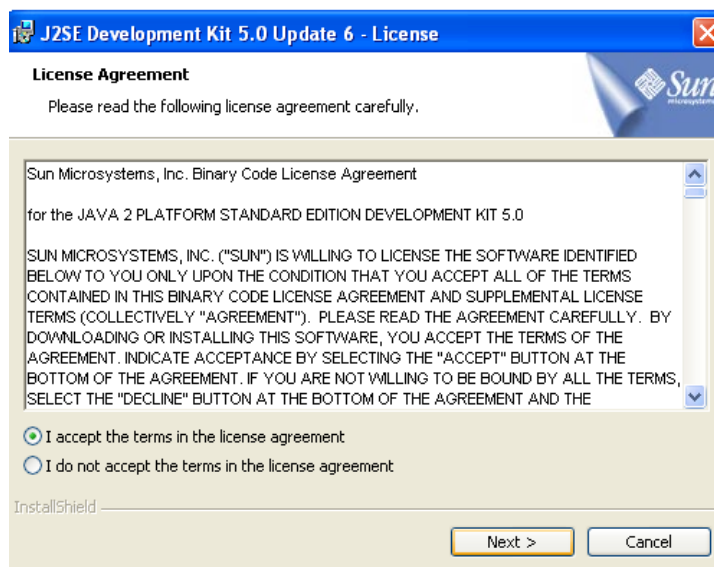 J2SE Development Kit 5.0 Update 6 - License
License Agreement
Please read the following license agreement carefully.
Sun
microsystems
Sun Microsystems, Inc. Binary Code License Agreement
for the JAVA 2 PLATFORM STANDARD EDITION DEVELOPMENT KIT 5.0
SUN MICROSYSTEMS, INC. ("SUN") IS WILLING TO LICENSE THE SOFTWARE IDENTIFIED
BELOW TO YOU ONLY UPON THE CONDITION THAT YOU ACCEPT ALL OF THE TERMS
CONTAINED IN THIS BINARY CODE LICENSE AGREEMENT AND SUPPLEMENTAL LICENSE
TERMS (COLLECTIVELY "AGREEMENT"). PLEASE READ THE AGREEMENT CAREFULLY. BY
DOWNLOADING OR INSTALLING THIS SOFTWARE, YOU ACCEPT THE TERMS OF THE
AGREEMENT. INDICATE ACCEPTANCE BY SELECTING THE "ACCEPT" BUTTON AT THE
BOTTOM OF THE AGREEMENT. IF YOU ARE NOT WILLING TO BE BOUND BY ALL THE TERMS,
SELECT THE "DECLINE" BUTTON AT THE BOTTOM OF THE AGREEMENT AND THE
I accept the terms in the license agreement
I do not accept the terms in the license agreement
InstallShield
Next >
Cancel